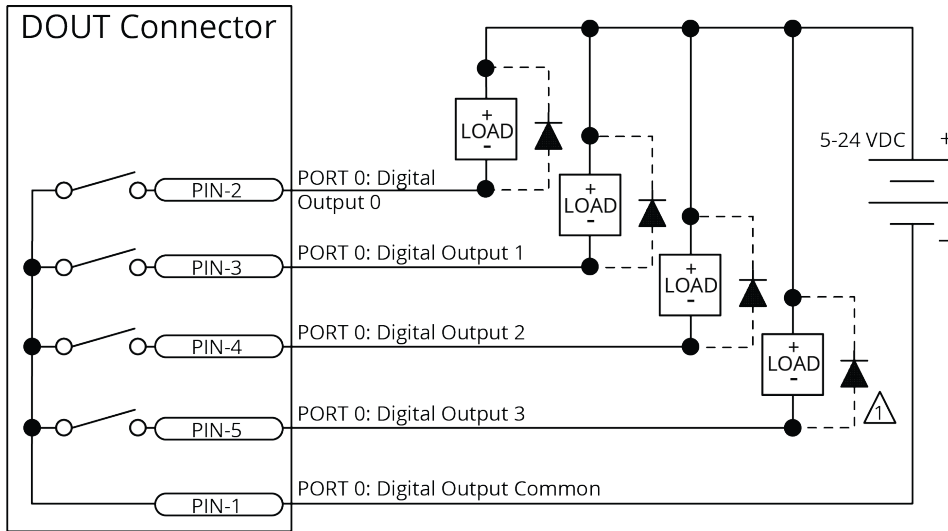 DOUT Connector
+
LOAD
-
5-24 VDC
+
-
PIN-2
PORT 0: Digital
Output 0
+
LOAD
-
PIN-3
PORT 0: Digital Output 1
+
LOAD
-
PIN-4
PORT 0: Digital Output 2
+
LOAD
-
1
PIN-5
PORT 0: Digital Output 3
PIN-1
PORT 0: Digital Output Common